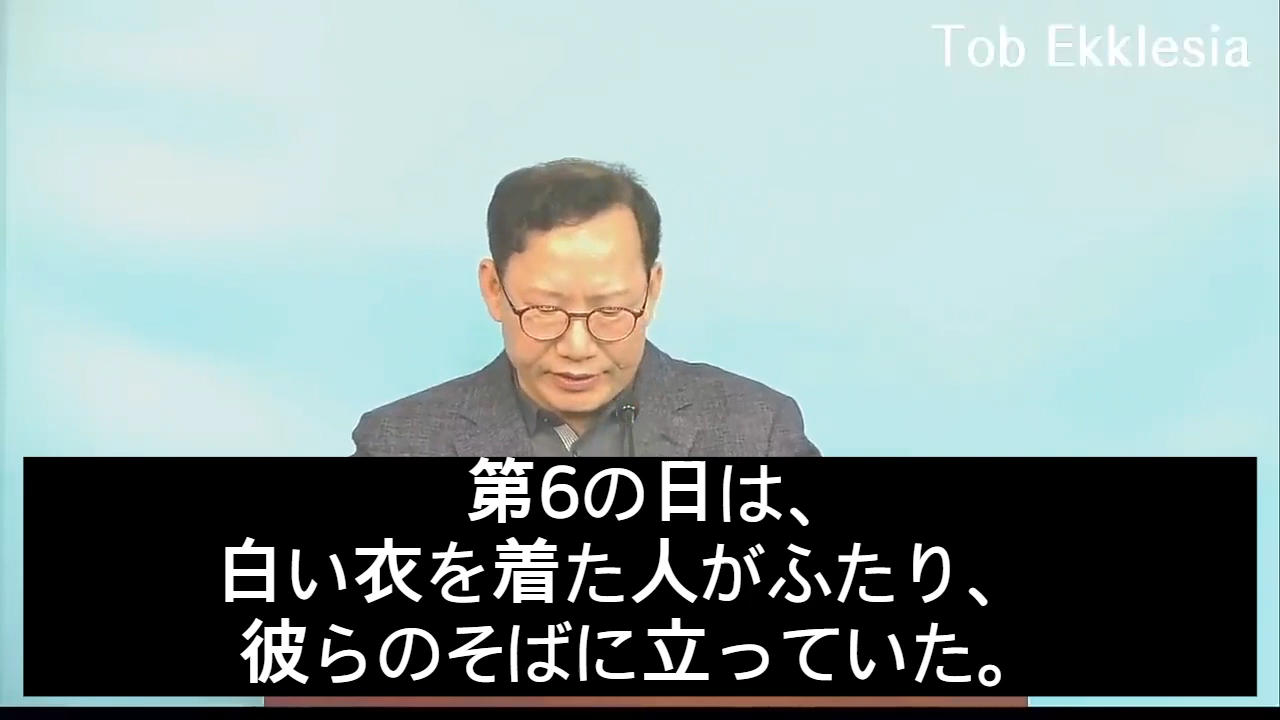 Tob Ekklesia
第6の日は、
白い衣を着た人がふたり、
彼らのそばに立っていた。